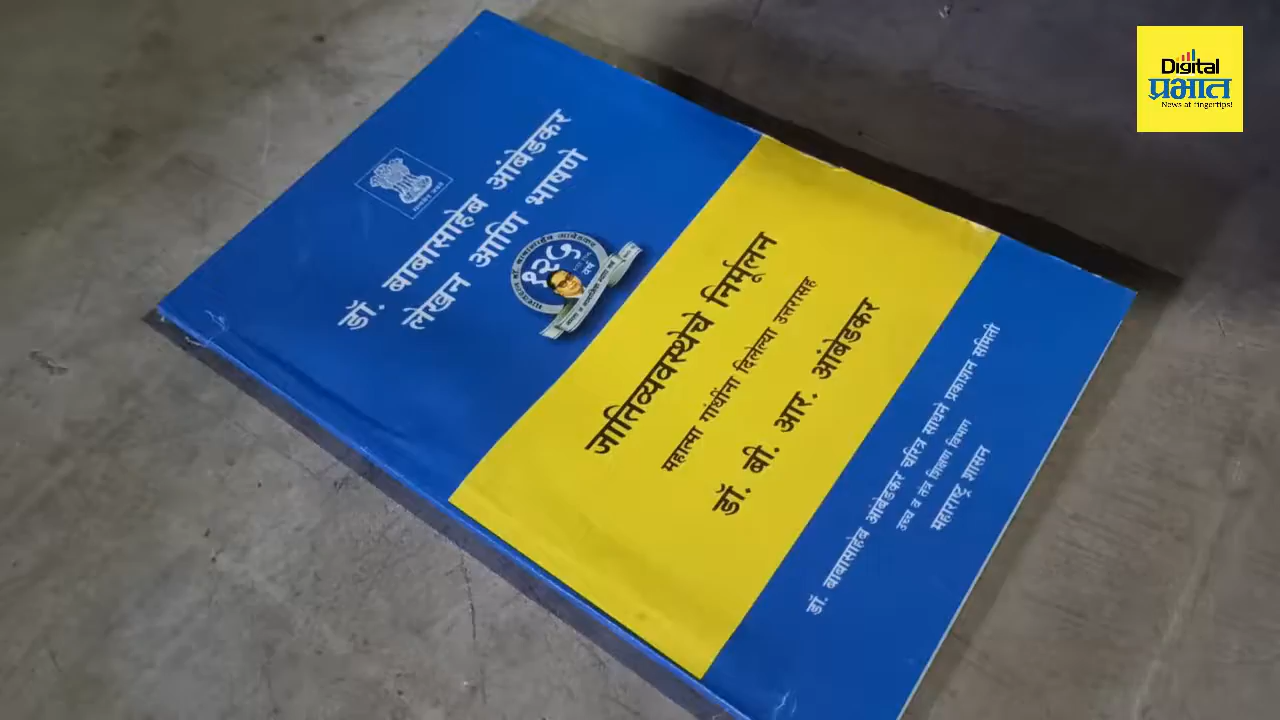 डॉ. बाबासाहेब आंबेडकर
लेखन आणि भाषणे
१२५
जातिव्यवस्थेचे निर्मूलन
महात्मा गांधींना दिलेल्या उत्तरासह
डॉ. बी. आर. आंबेडकर
डॉ. बाबासाहेब आंबेडकर चरित्र साधने प्रकाशन समिती
उच्च व तंत्र शिक्षण विभाग
महाराष्ट्र शासन
Digital
प्रभात
News at fingertips!